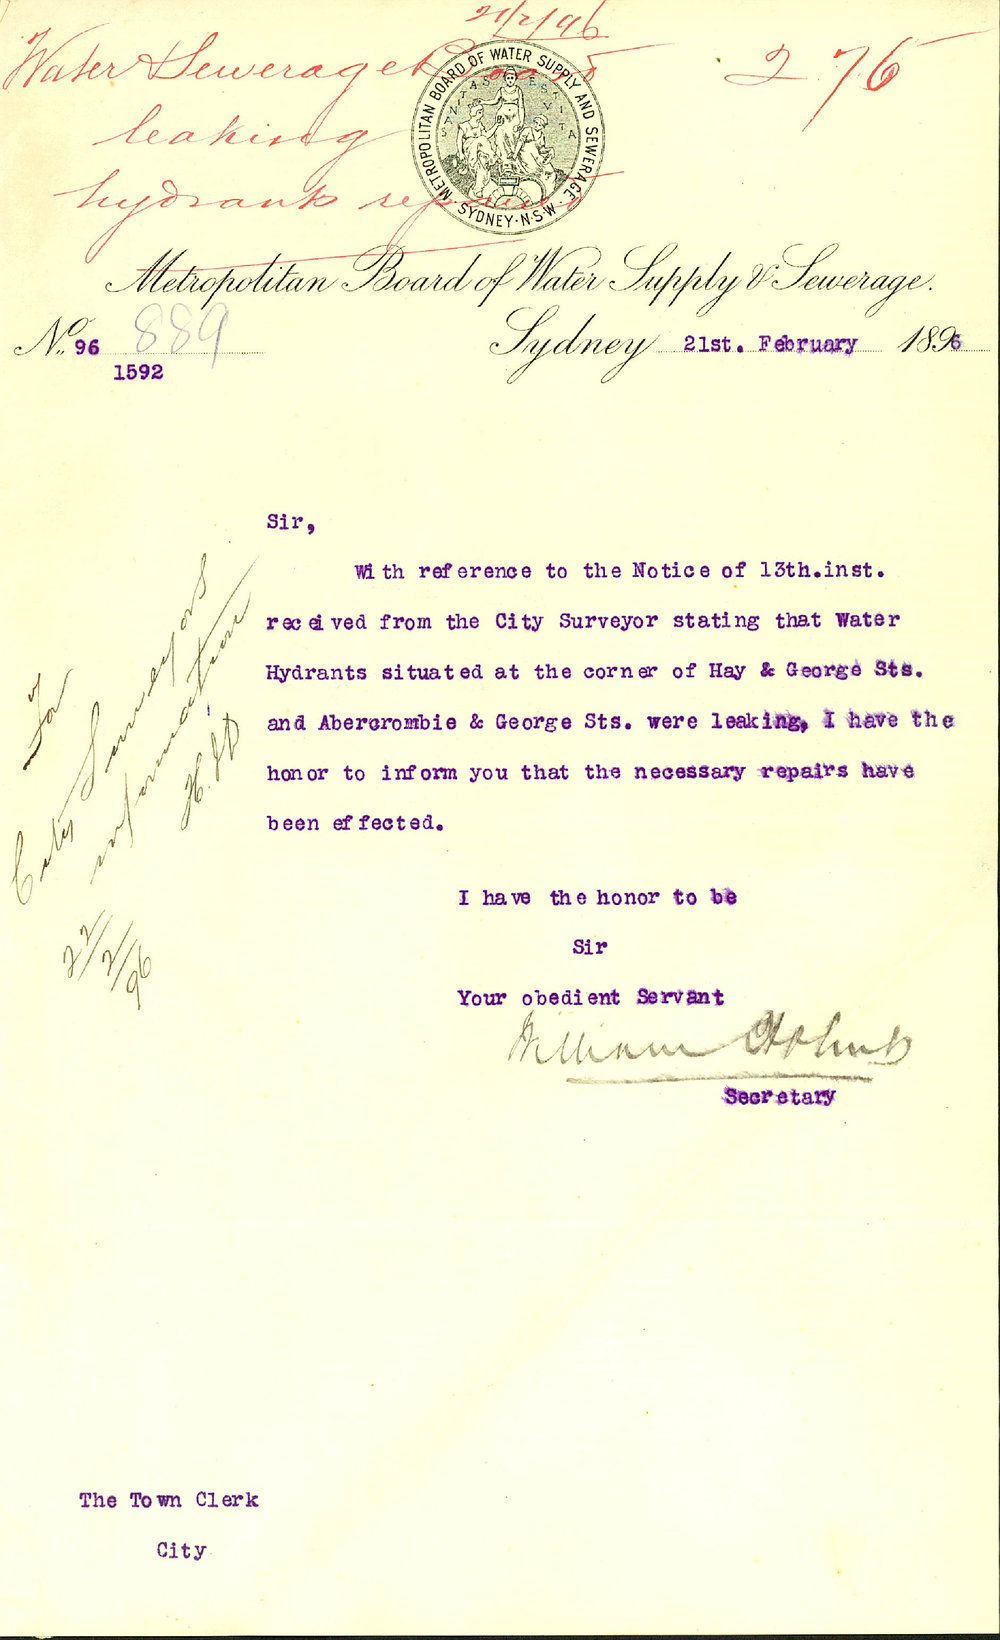 21/2/96
Water & Sewerage Board
276
leaking
hydrants repaired
METROPOLITAN BOARD OF WATER SUPPLY AND SEWERAGE.
SYDNEY·N·S·W·
Metropolitan Board of Water Supply & Sewerage.
No. 96 889
1592
Sydney 21st. February 1896
Sir,
With reference to the Notice of 13th.inst.
received from the City Surveyor stating that Water
Hydrants situated at the corner of Hay & George Sts.
and Abercrombie & George Sts. were leaking, I have the
honor to inform you that the necessary repairs have
been effected.
I have the honor to be
Sir
Your obedient Servant
William Holmes
Secretary
For
City Surveyors
information
22/2/96
The Town Clerk
City